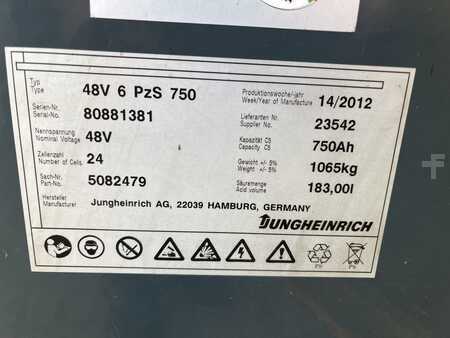 Typ
Type
48V 6 PzS 750
Produktionswoche/-jahr
Week/Year of Manufacture
14/2012
Serien-Nr.
Serial-No.
80881381
Lieferanten Nr.
Supplier No.
23542
Nennspannung
Nominal Voltage
48V
Kapazität C5
Capacity C5
750Ah
Zellenzahl
Number of Cells
24
Gewicht +/- 5%
Weight +/- 5%
1065kg
Sach-Nr.
Part-No.
5082479
Säuremenge
Acid volume
183,00l
Hersteller
Manufacturer
Jungheinrich AG, 22039 HAMBURG, GERMANY
JUNGHEINRICH
Pb
Pb